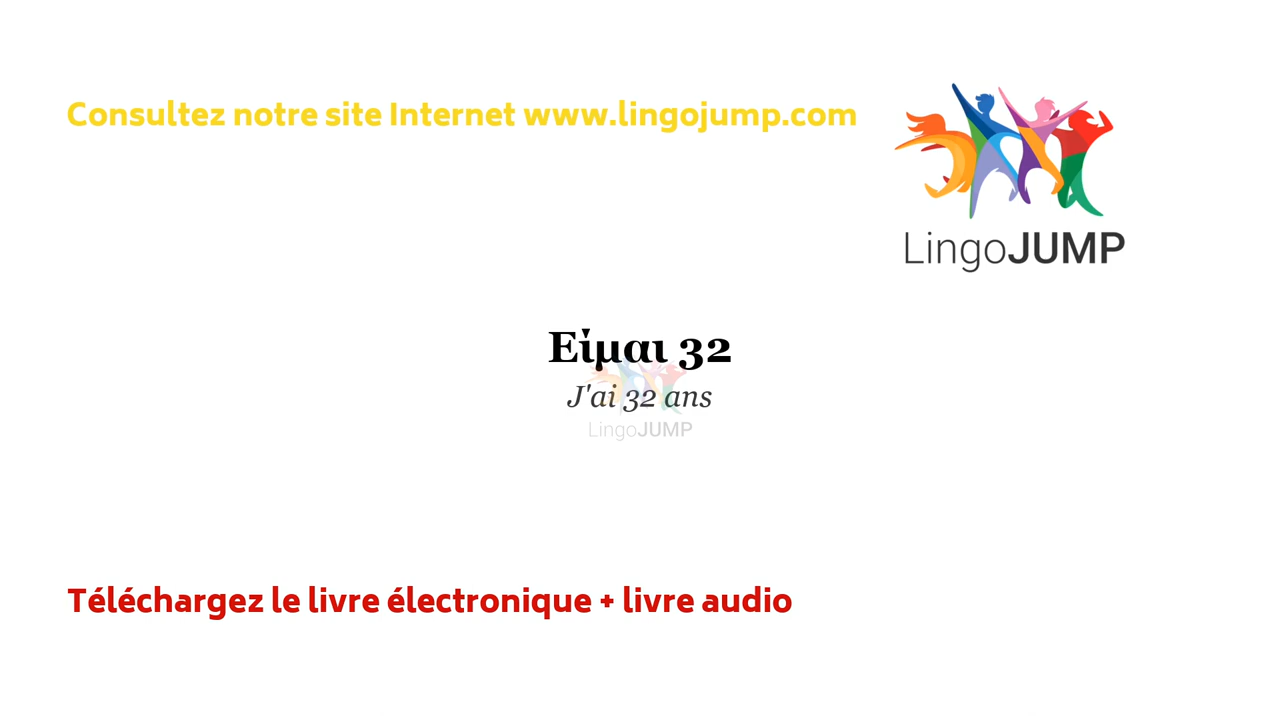 Consultez notre site Internet www.lingojump.com
LingoJUMP
Είμαι 32
J'ai 32 ans
LingoJUMP
Téléchargez le livre électronique + livre audio